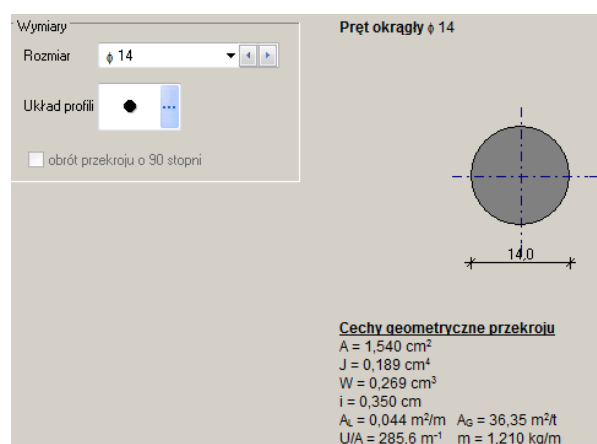 Wymiary
Rozmiar ϕ 14
Układ profili ...
obrót przekroju o 90 stopni
Pręt okrągły ϕ 14
14,0
Cechy geometryczne przekroju
A = 1,540 cm²
J = 0,189 cm⁴
W = 0,269 cm³
i = 0,350 cm
A_L = 0,044 m²/m A_G = 36,35 m²/t
U/A = 285,6 m⁻¹ m = 1,210 kg/m